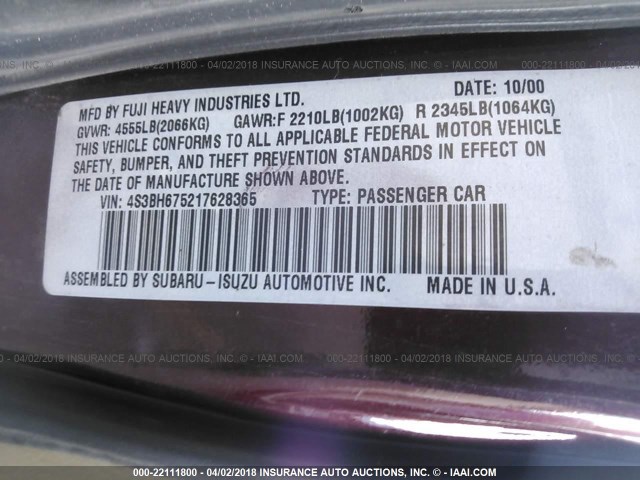 000-22111800 - 04/02/2018 INSURANCE AUTO AUCTIONS, INC. - © - IAAI.COM
MFD BY FUJI HEAVY INDUSTRIES LTD. DATE: 10/00
GVWR: 4555LB(2066KG) GAWR:F 2210LB(1002KG) R 2345LB(1064KG)
THIS VEHICLE CONFORMS TO ALL APPLICABLE FEDERAL MOTOR VEHICLE
SAFETY, BUMPER, AND THEFT PREVENTION STANDARDS IN EFFECT ON
THE DATE OF MANUFACTURE SHOWN ABOVE.
VIN: 4S3BH675217628365 TYPE: PASSENGER CAR
ASSEMBLED BY SUBARU-ISUZU AUTOMOTIVE INC. MADE IN U.S.A.
000-22111800 - 04/02/2018 INSURANCE AUTO AUCTIONS, INC. - © - IAAI.COM
000-22111800 - 04/02/2018 INSURANCE AUTO AUCTIONS, INC. - © - IAAI.COM